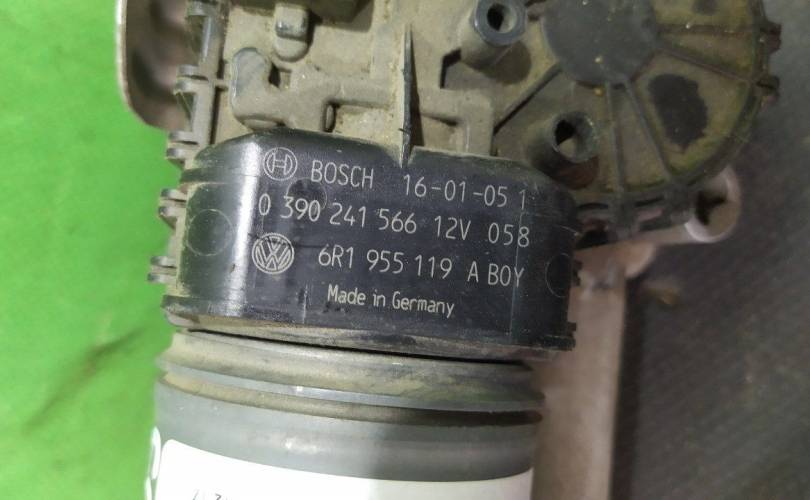 BOSCH 16-01-05 1
0 390 241 566 12V 058
6R1 955 119 A BOY
Made in Germany